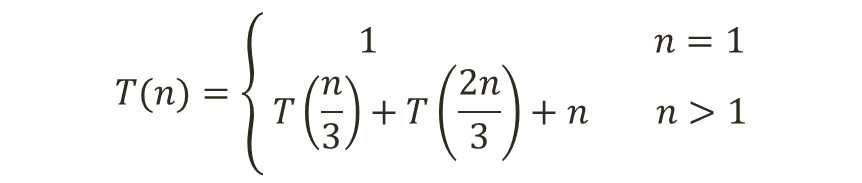 T(n) = { 1 n = 1
T(n/3) + T(2n/3) + n n > 1